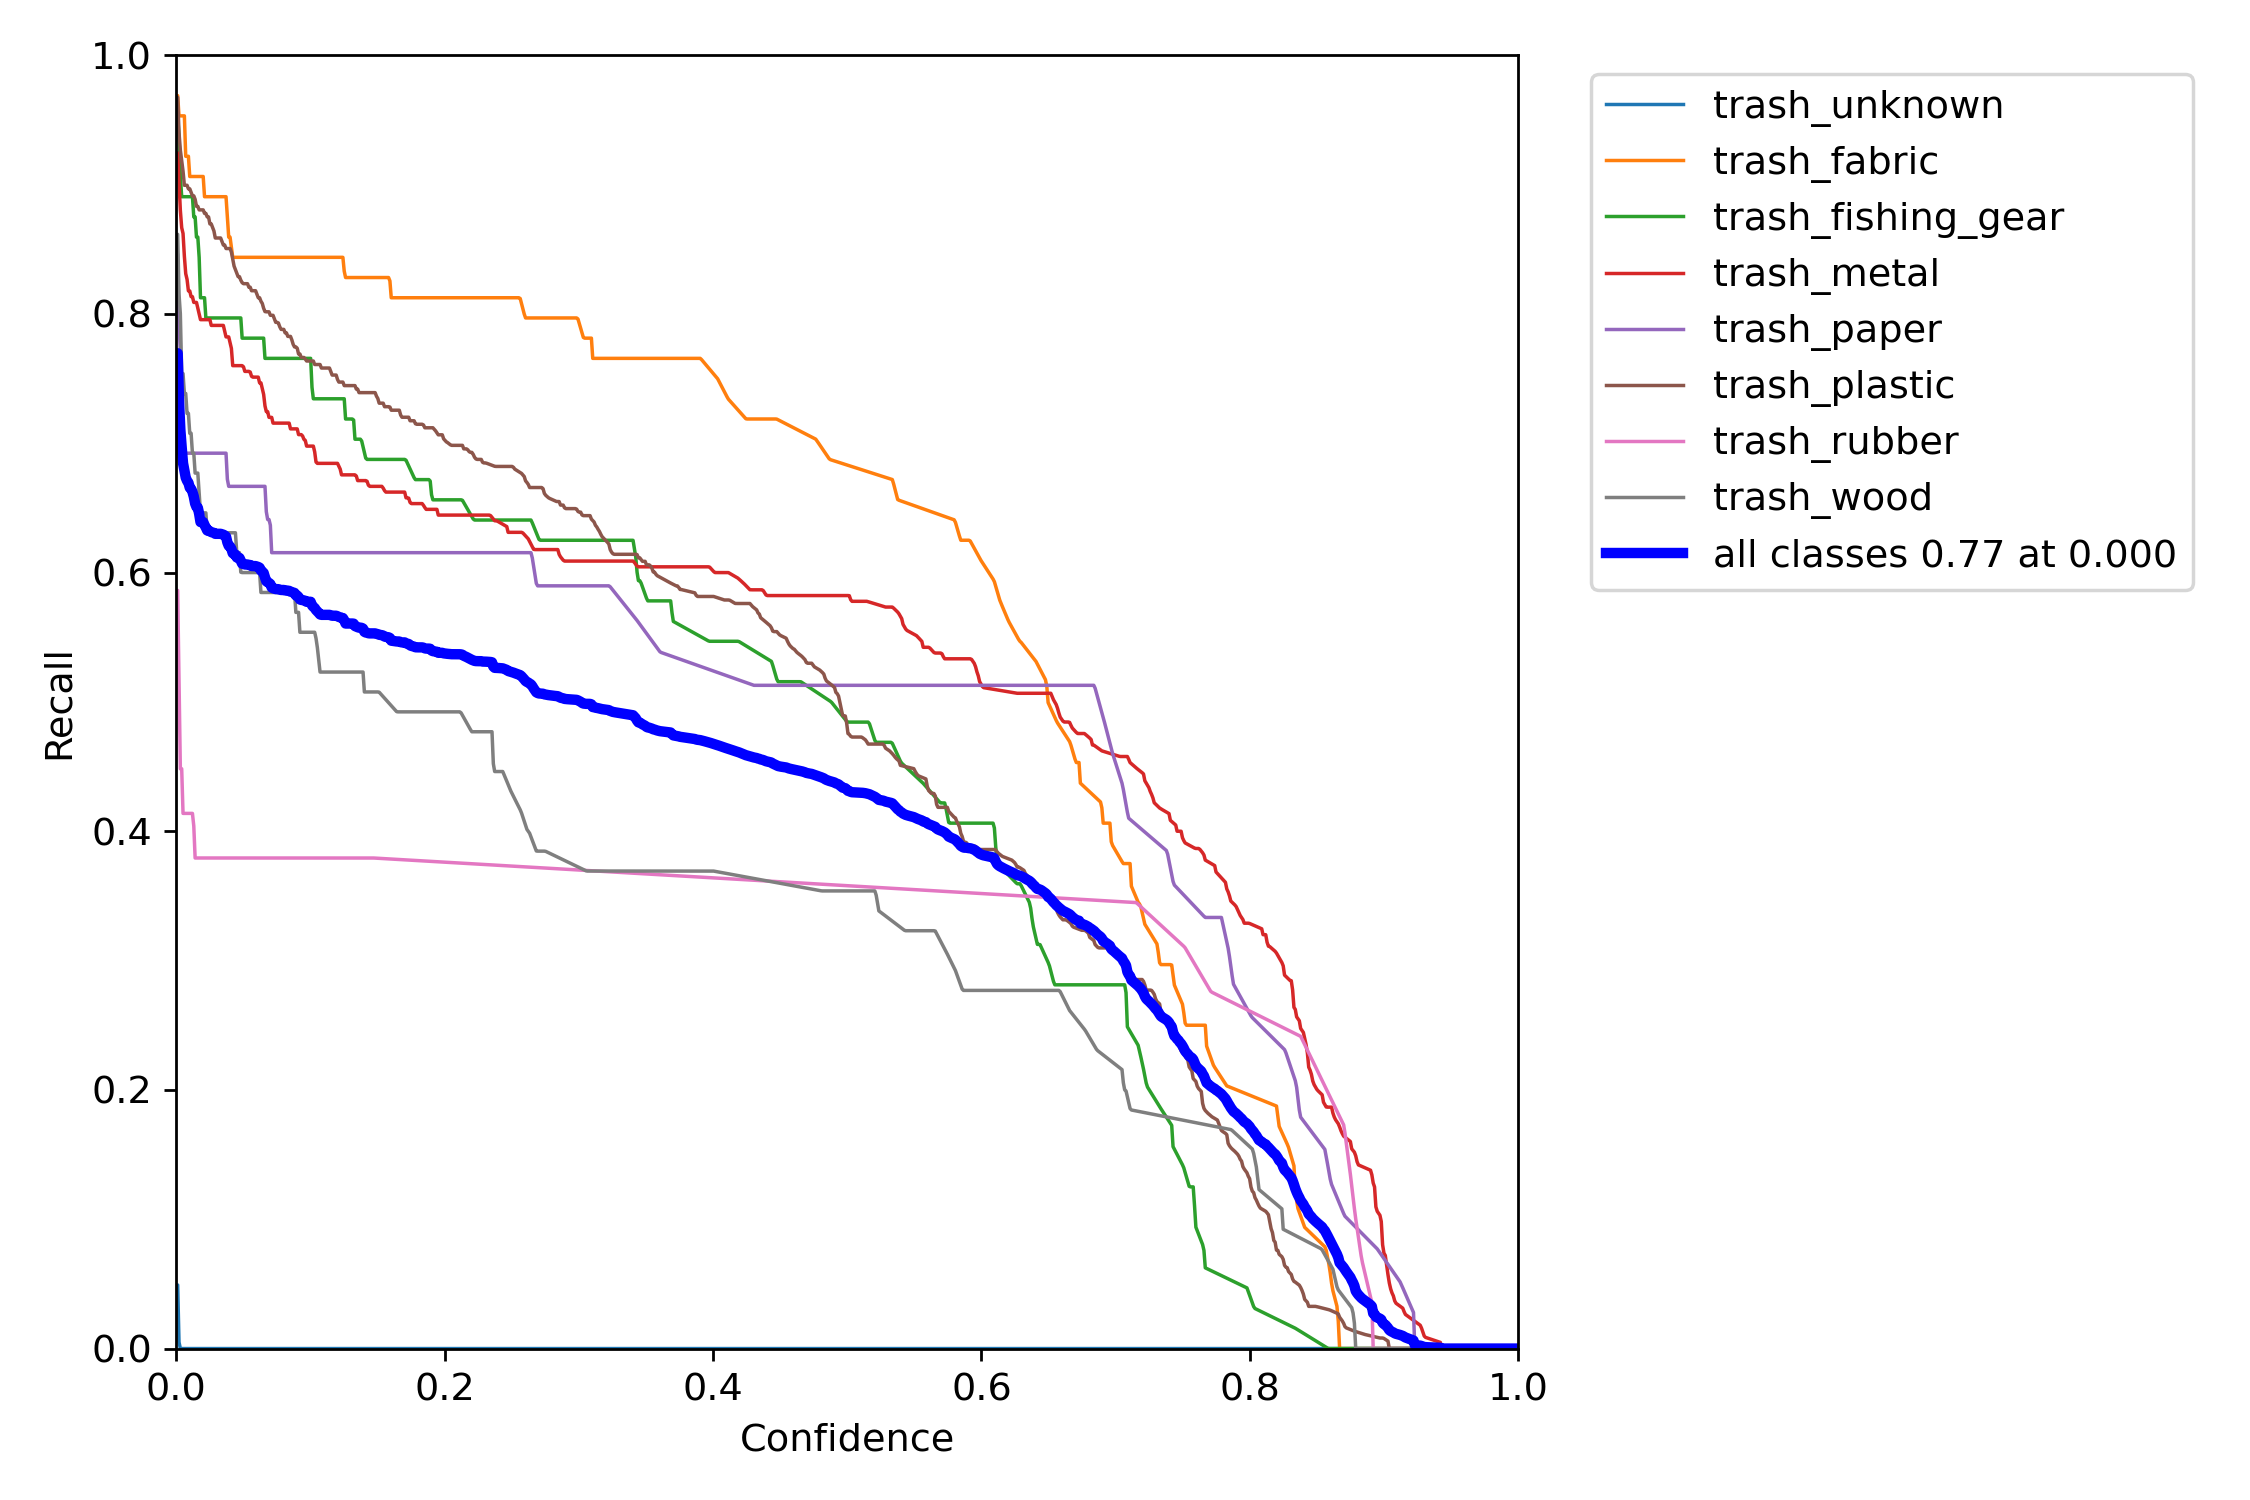 1.0
0.8
0.6
0.4
0.2
0.0
Recall
0.0 0.2 0.4 0.6 0.8 1.0
Confidence
trash_unknown
trash_fabric
trash_fishing_gear
trash_metal
trash_paper
trash_plastic
trash_rubber
trash_wood
all classes 0.77 at 0.000